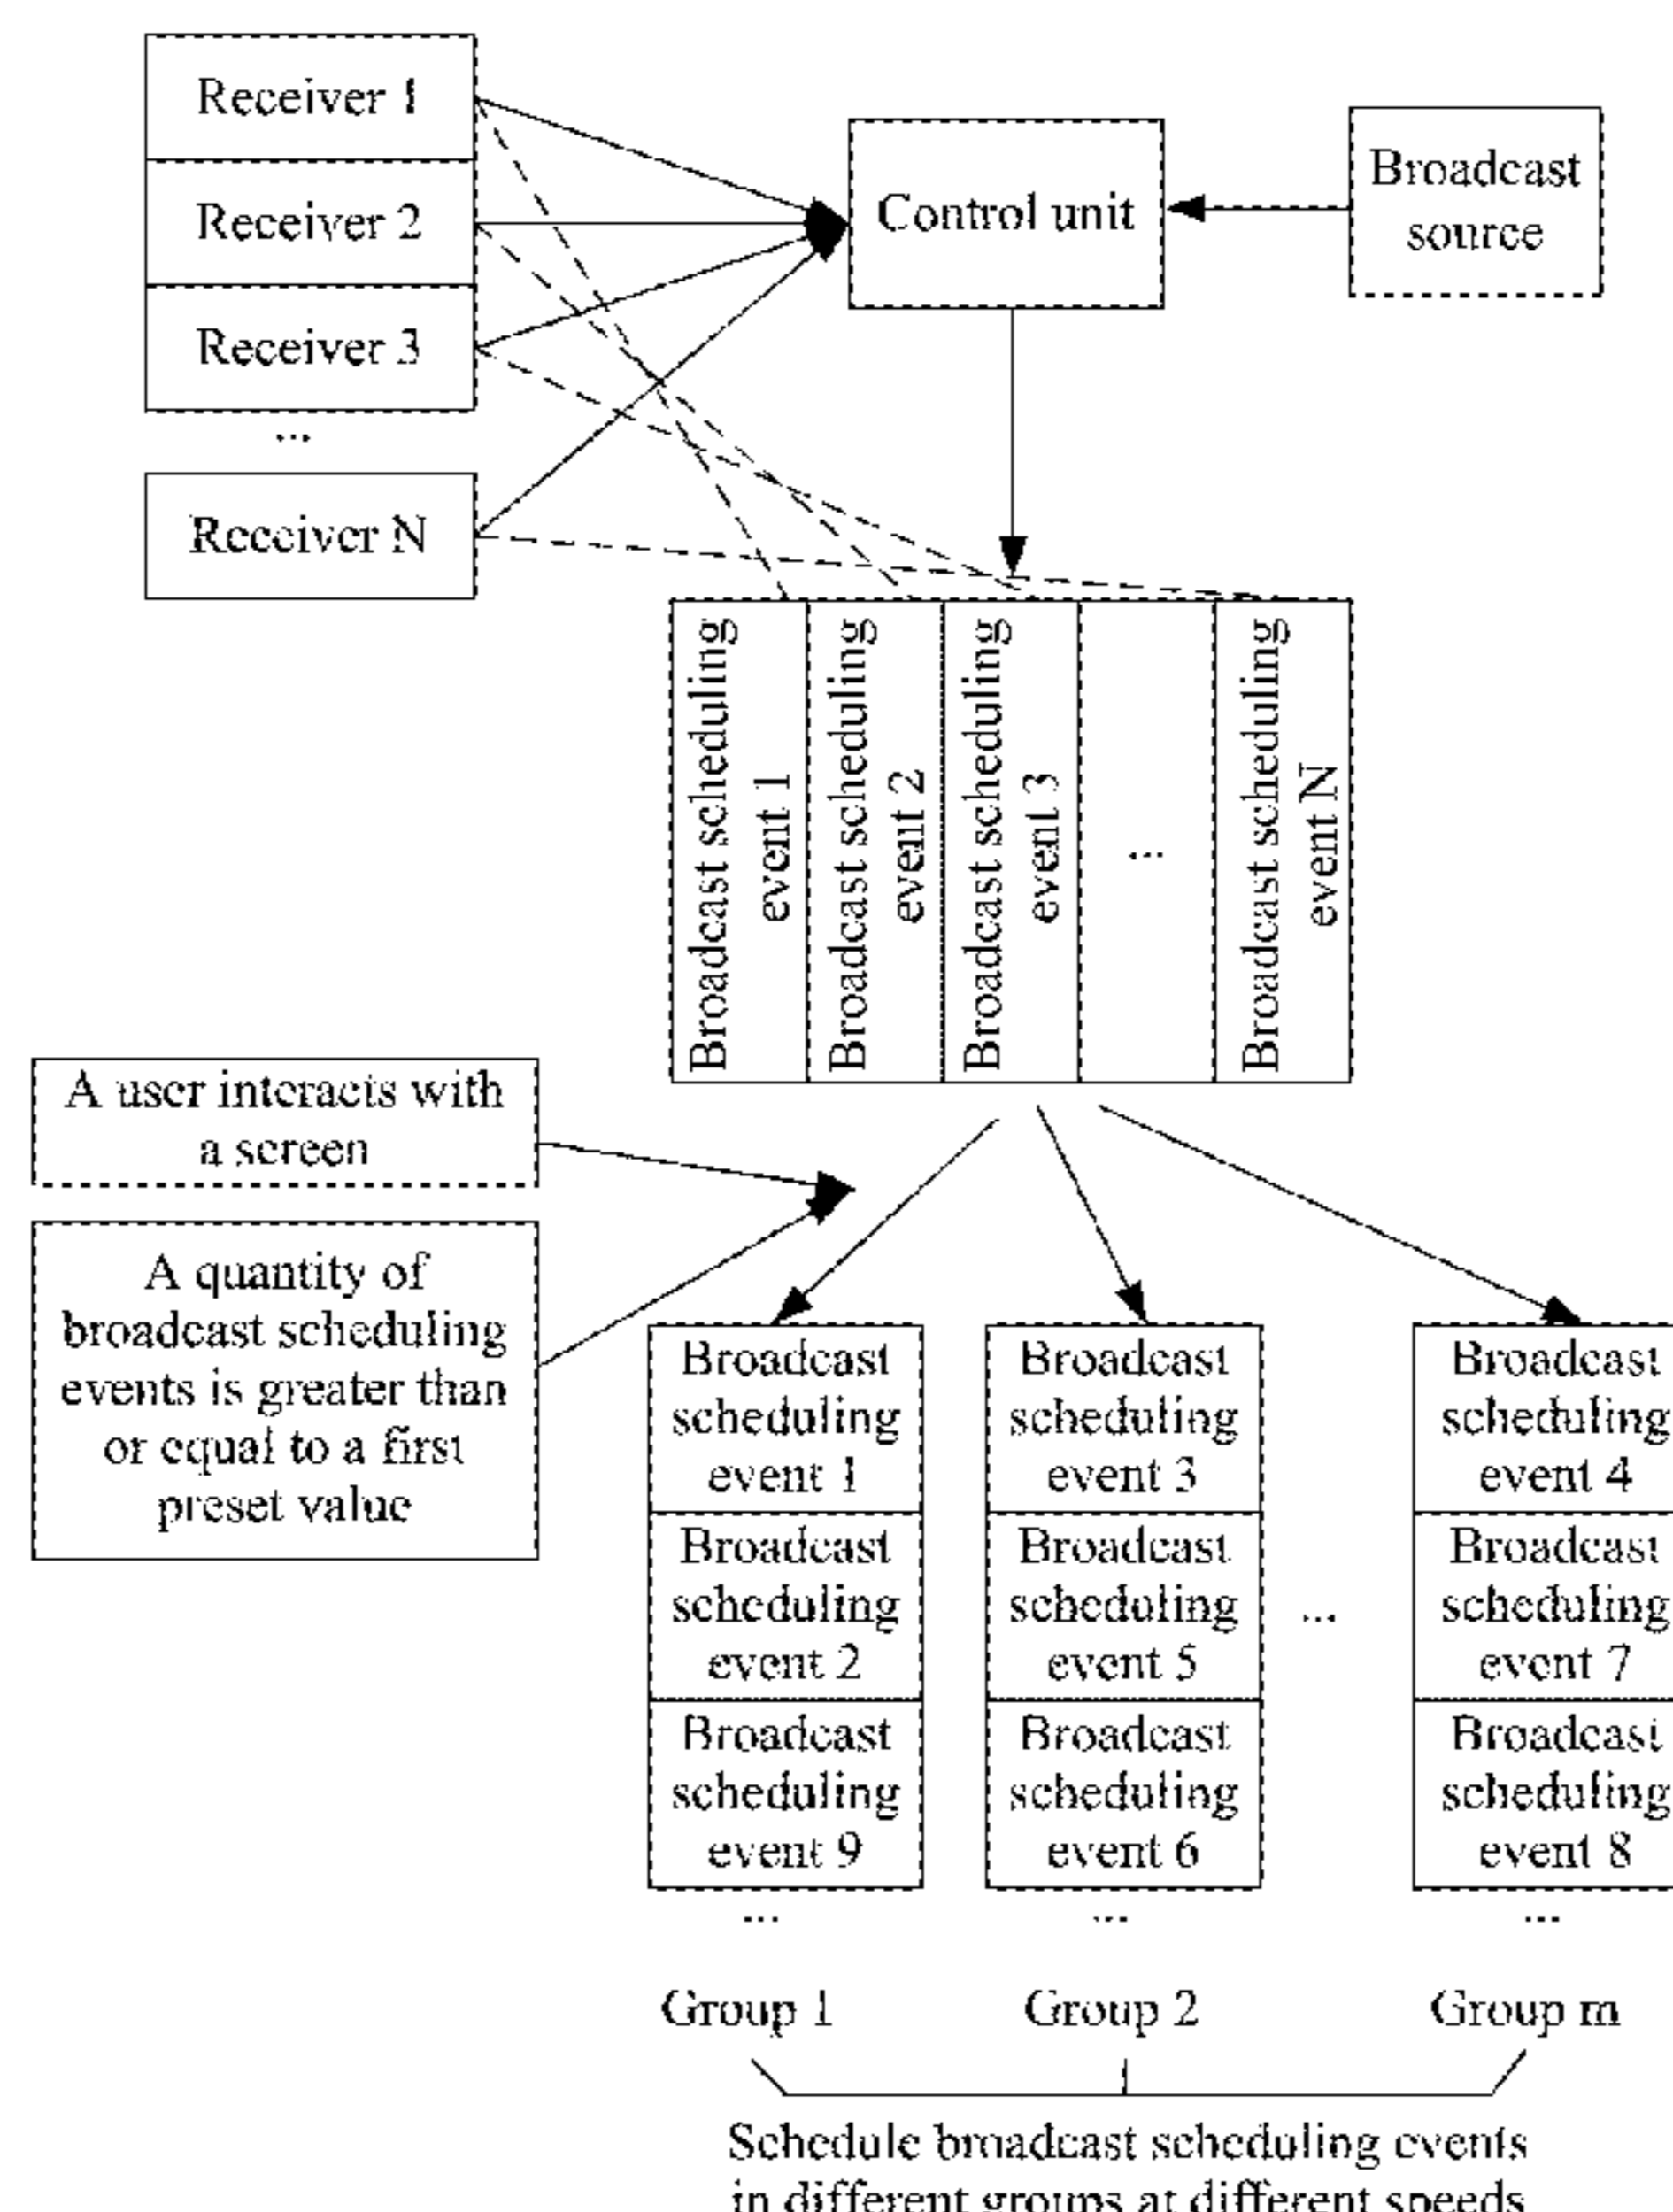 Receiver 1
Receiver 2
Receiver 3
...
Receiver N
Control unit
Broadcast
source
Broadcast scheduling
event 1
Broadcast scheduling
event 2
Broadcast scheduling
event 3
...
Broadcast scheduling
event N
A user interacts with
a screen
A quantity of
broadcast scheduling
events is greater than
or equal to a first
preset value
Broadcast
scheduling
event 1
Broadcast
scheduling
event 2
Broadcast
scheduling
event 9
...
Broadcast
scheduling
event 3
Broadcast
scheduling
event 5
Broadcast
scheduling
event 6
...
...
Broadcast
scheduling
event 4
Broadcast
scheduling
event 7
Broadcast
scheduling
event 8
...
Group 1
Group 2
Group m
Schedule broadcast scheduling events
in different groups at different speeds